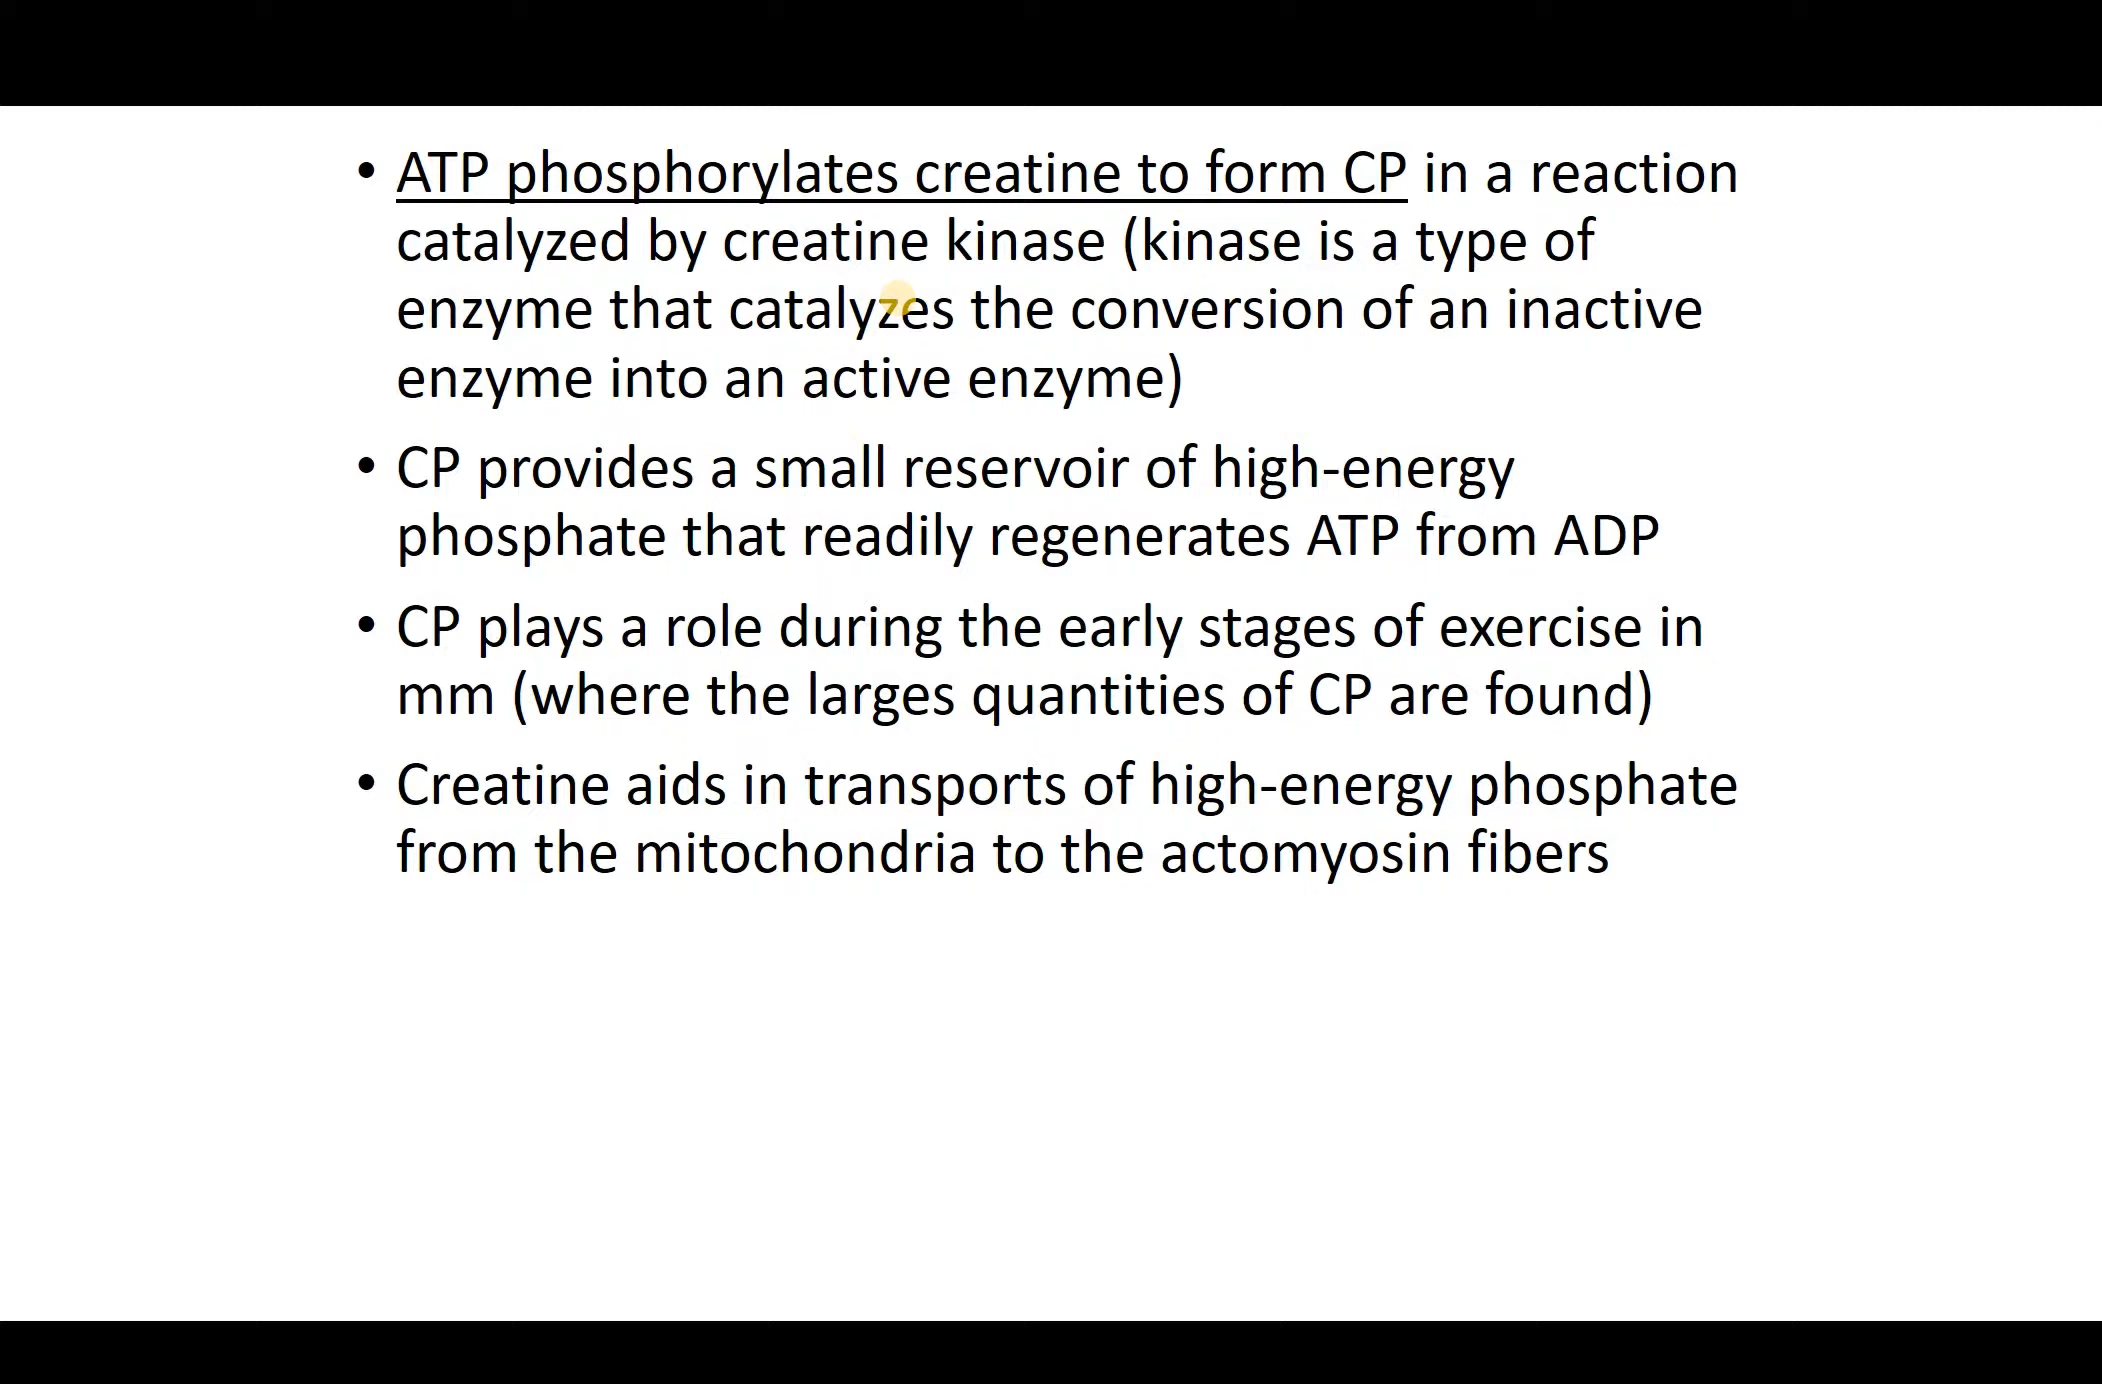 • ATP phosphorylates creatine to form CP in a reaction
catalyzed by creatine kinase (kinase is a type of
enzyme that catalyzes the conversion of an inactive
enzyme into an active enzyme)
• CP provides a small reservoir of high-energy
phosphate that readily regenerates ATP from ADP
• CP plays a role during the early stages of exercise in
mm (where the larges quantities of CP are found)
• Creatine aids in transports of high-energy phosphate
from the mitochondria to the actomyosin fibers